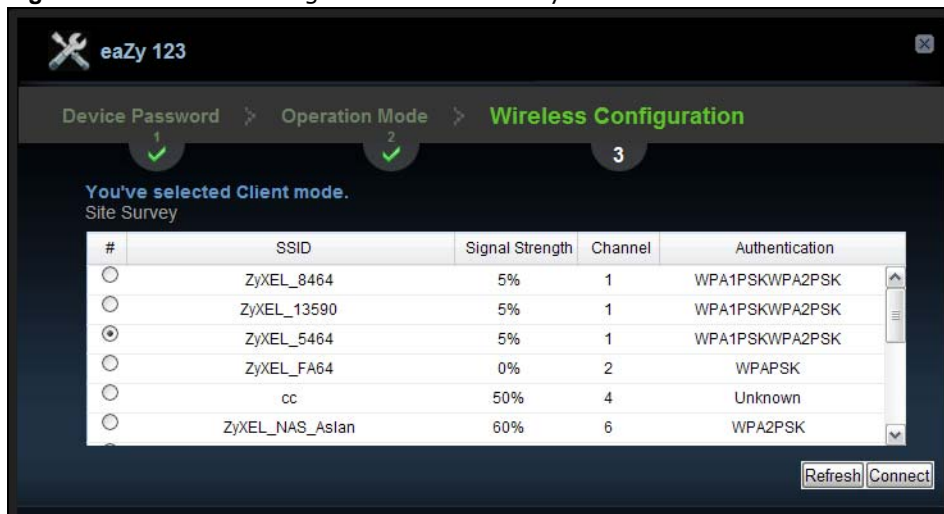 eaZy 123
Device Password > Operation Mode > Wireless Configuration
1 2 3
You've selected Client mode.
Site Survey
# SSID Signal Strength Channel Authentication
ZyXEL_8464 5% 1 WPA1PSKWPA2PSK
ZyXEL_13590 5% 1 WPA1PSKWPA2PSK
ZyXEL_5464 5% 1 WPA1PSKWPA2PSK
ZyXEL_FA64 0% 2 WPAPSK
cc 50% 4 Unknown
ZyXEL_NAS_Aslan 60% 6 WPA2PSK
Refresh Connect